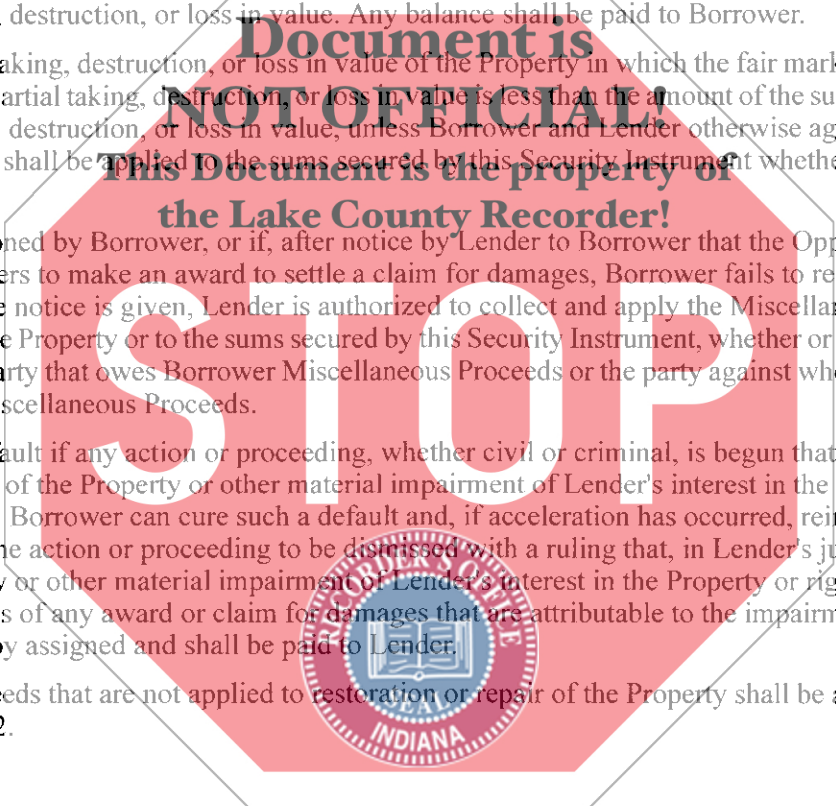 destruction, or loss in value. Any balance shall be paid to Borrower.
Document is
aking, destruction, or loss in value of the Property in which the fair mark
NOT OFFICIAL!
artial taking, destruction, or loss in value is less than the amount of the su
destruction, or loss in value, unless Borrower and Lender otherwise ag
This Document is the property of
shall be applied to the sums secured by this Security Instrument whethe
the Lake County Recorder!
oned by Borrower, or if, after notice by Lender to Borrower that the Opp
ers to make an award to settle a claim for damages, Borrower fails to re
e notice is given, Lender is authorized to collect and apply the Miscellan
e Property or to the sums secured by this Security Instrument, whether or
arty that owes Borrower Miscellaneous Proceeds or the party against wh
scellaneous Proceeds.
STOP
ault if any action or proceeding, whether civil or criminal, is begun that
of the Property or other material impairment of Lender's interest in the
Borrower can cure such a default and, if acceleration has occurred, rei
he action or proceeding to be dismissed with a ruling that, in Lender's ju
y or other material impairment of Lender's interest in the Property or rig
s of any award or claim for damages that are attributable to the impairm
by assigned and shall be paid to Lender.
RECORDER'S OFFICE
SEAL
INDIANA
eds that are not applied to restoration or repair of the Property shall be a
2.